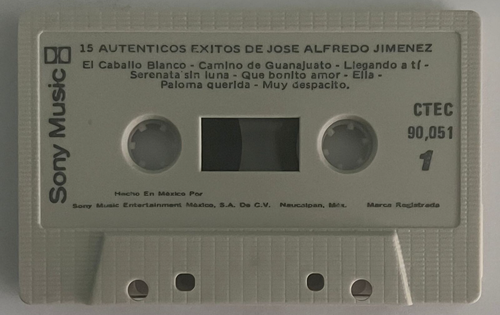 15 AUTENTICOS EXITOS DE JOSE ALFREDO JIMENEZ
El Caballo Blanco - Camino de Guanajuato - Llegando a tí -
Serenata sin luna - Que bonito amor - Ella -
Paloma querida - Muy despacito.
Sony Music
CTEC
90,051
1
Hecho En México Por
Sony Music Entertainment México, S.A. De C.V. Naucalpan, Méx. Marca Registrada